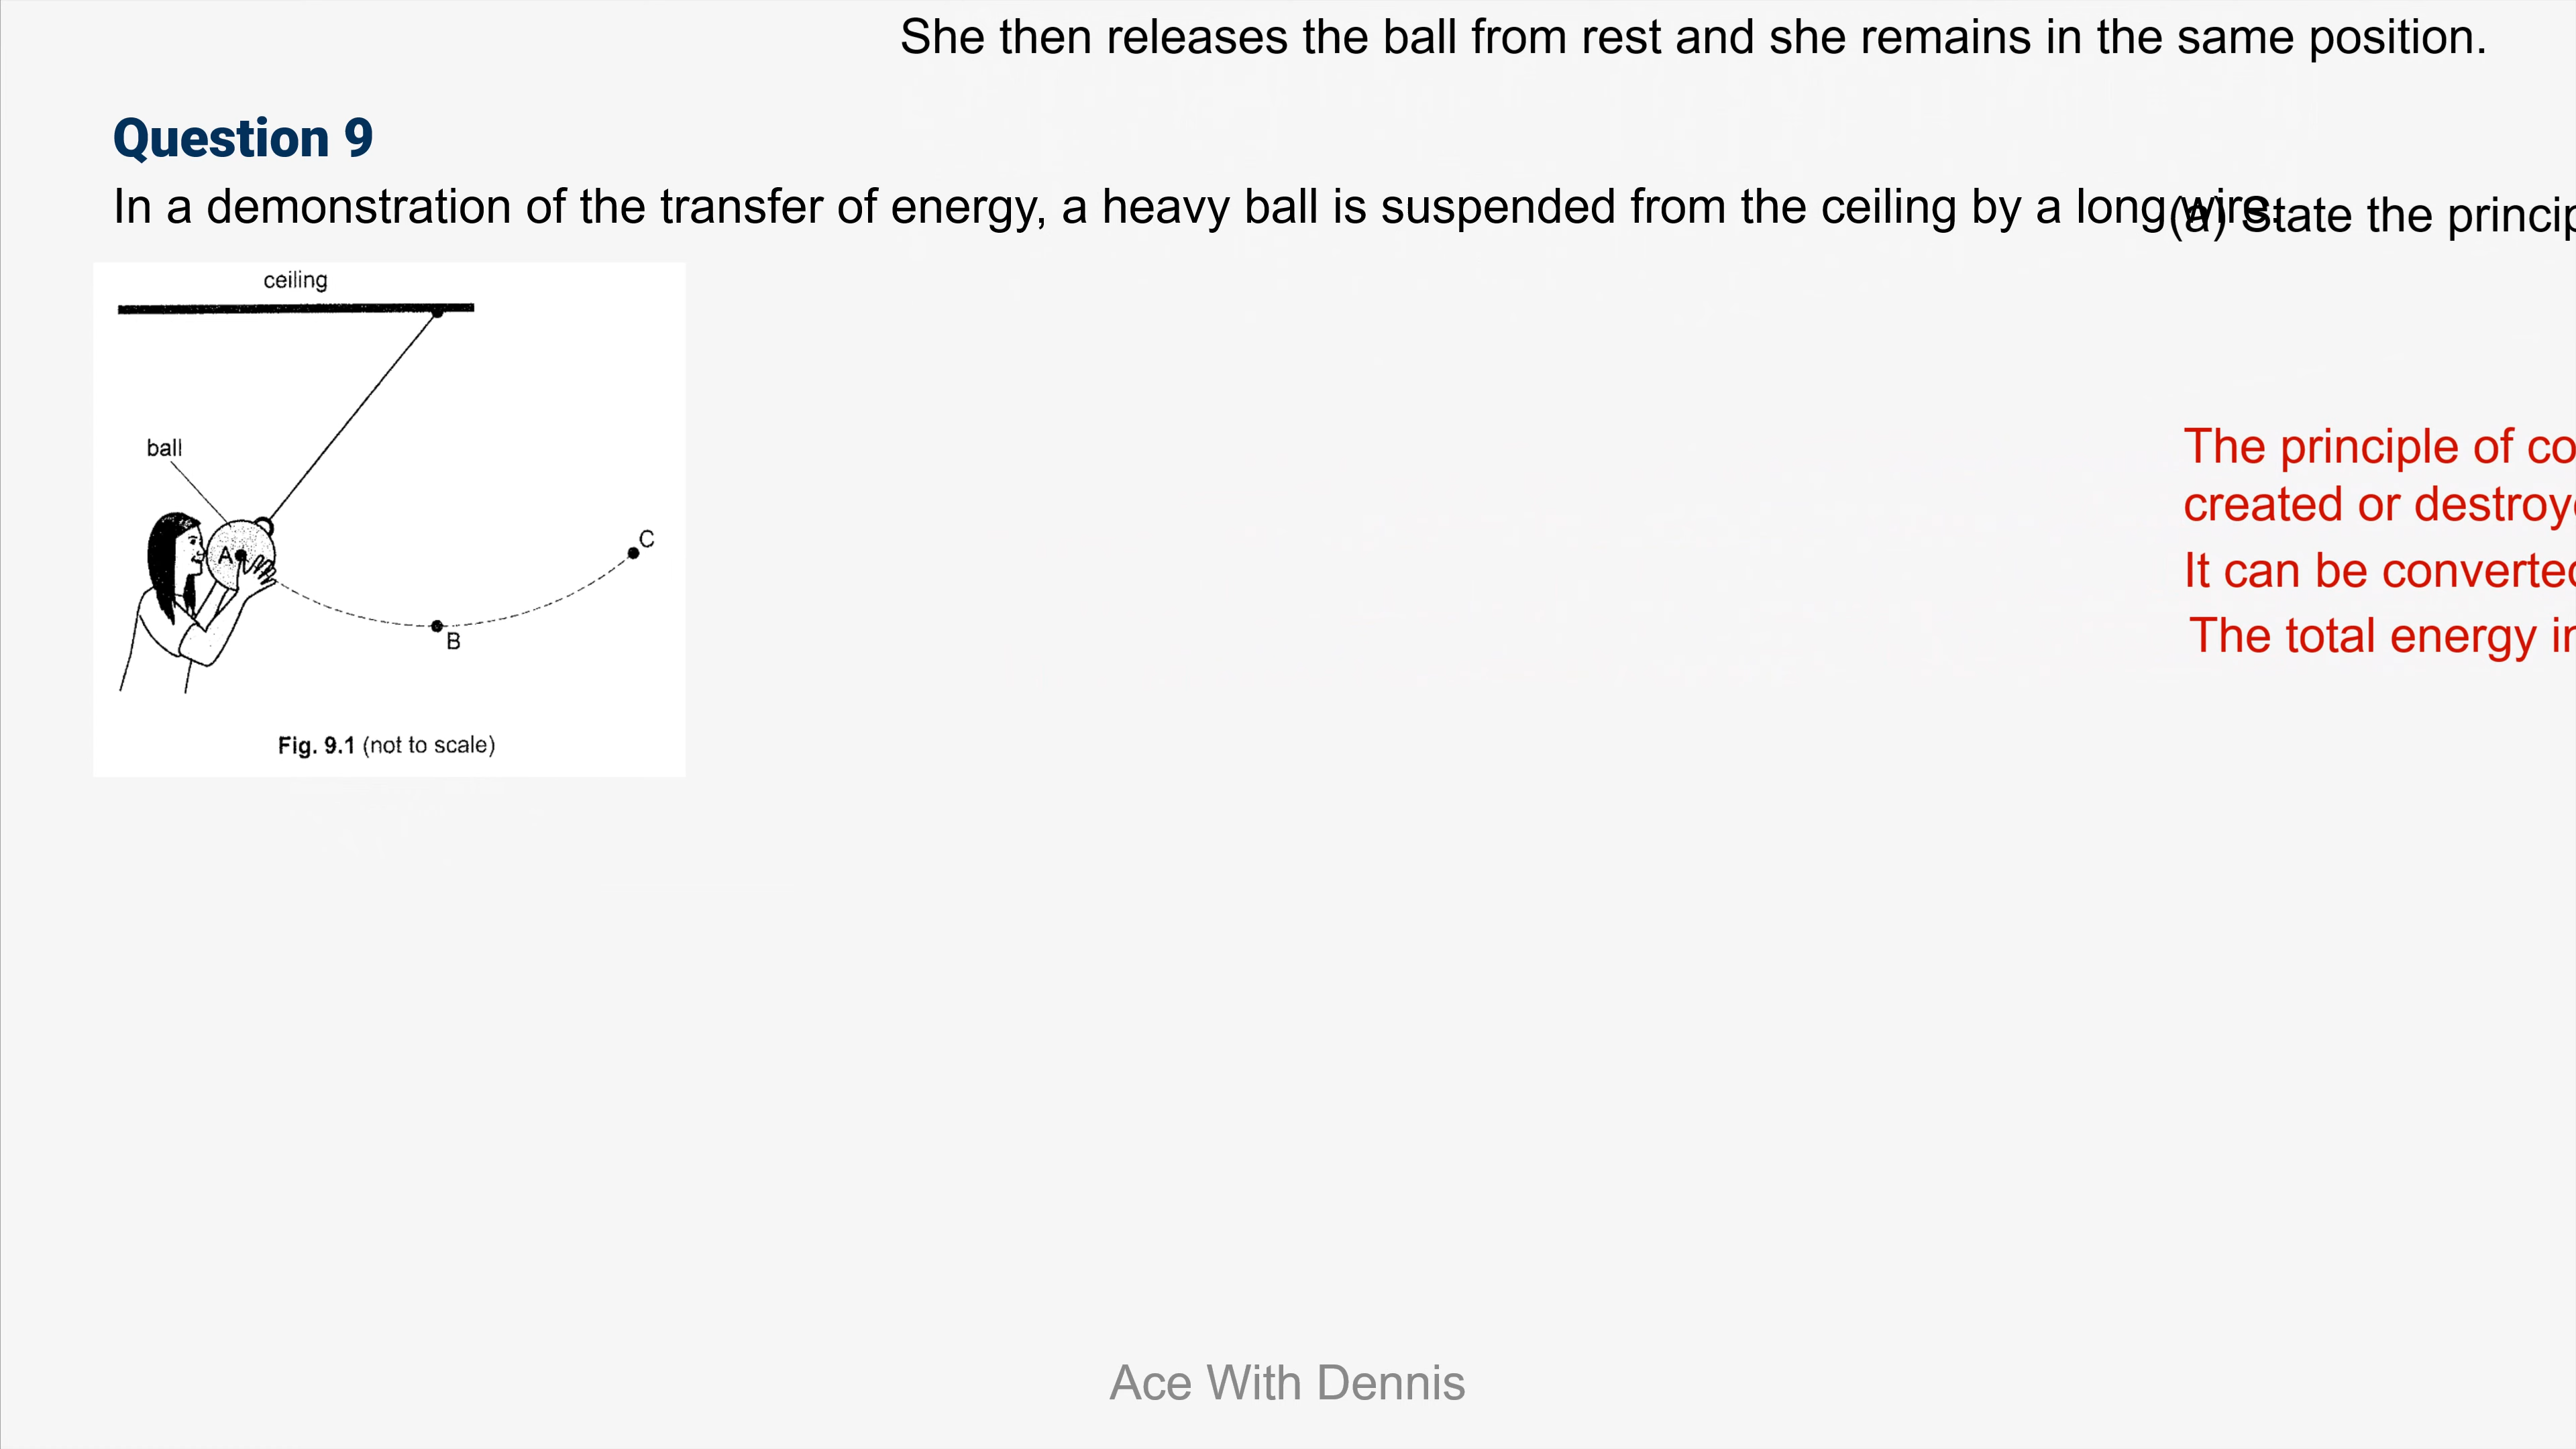 She then releases the ball from rest and she remains in the same position.
Question 9
In a demonstration of the transfer of energy, a heavy ball is suspended from the ceiling by a long wire.
(a) State the princip
ceiling
ball
A
B
C
Fig. 9.1 (not to scale)
The principle of co
created or destroye
It can be converted
The total energy in
Ace With Dennis